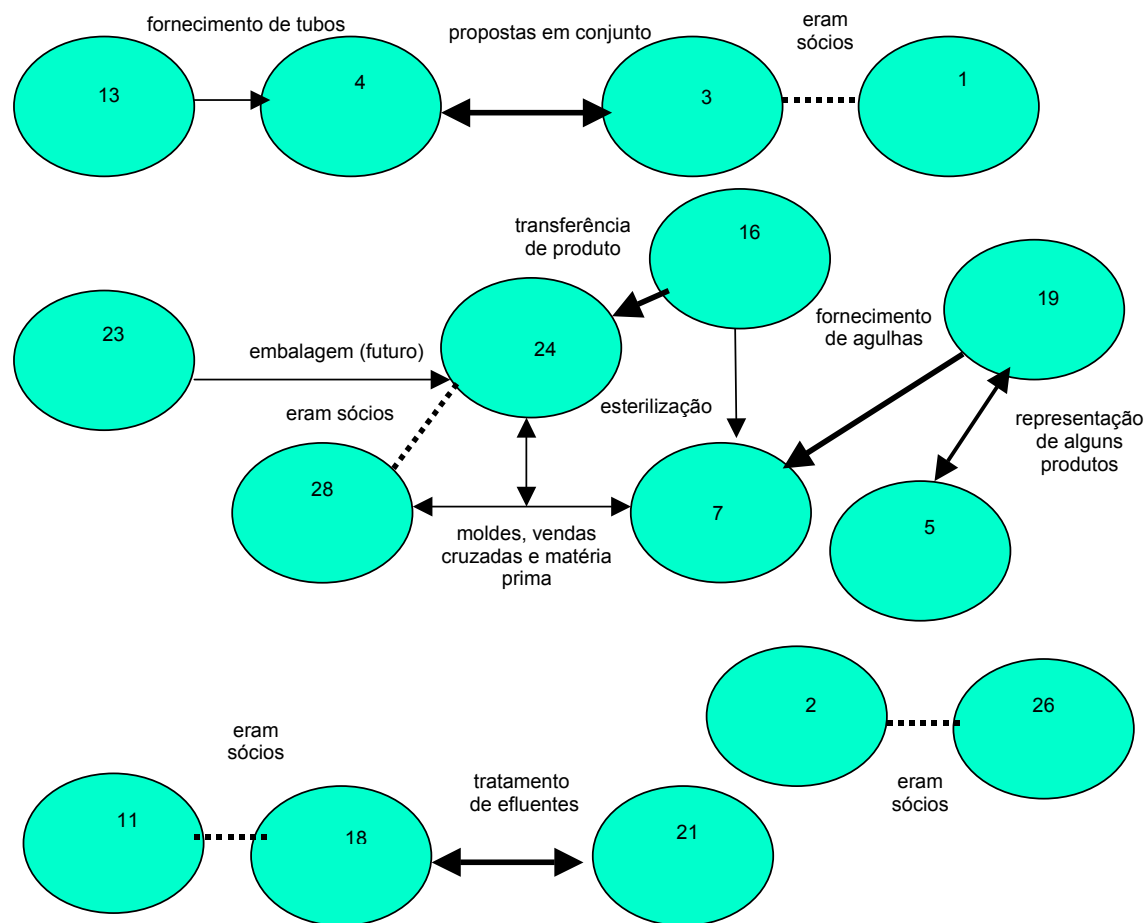 fornecimento de tubos
propostas em conjunto
eram
sócios
13
4
3
1
transferência
de produto
16
19
23
24
fornecimento
de agulhas
embalagem (futuro)
eram sócios
esterilização
representação
de alguns
produtos
28
7
5
moldes, vendas
cruzadas e matéria
prima
2
26
eram
sócios
eram
sócios
tratamento
de efluentes
11
18
21